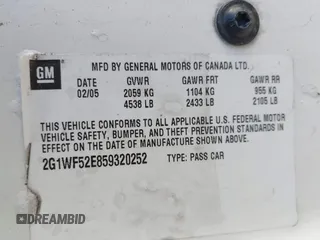 GM
MFD BY GENERAL MOTORS OF CANADA LTD.
DATE GVWR GAWR FRT GAWR RR
02/05 2059 KG 1104 KG 955 KG
4538 LB 2433 LB 2105 LB
THIS VEHICLE CONFORMS TO ALL APPLICABLE U.S. FEDERAL MOTOR
VEHICLE SAFETY, BUMPER, AND THEFT PREVENTION STANDARDS IN
EFFECT ON THE DATE OF MANUFACTURE SHOWN ABOVE.
2G1WF52E859320252 TYPE: PASS CAR
DREAMBID